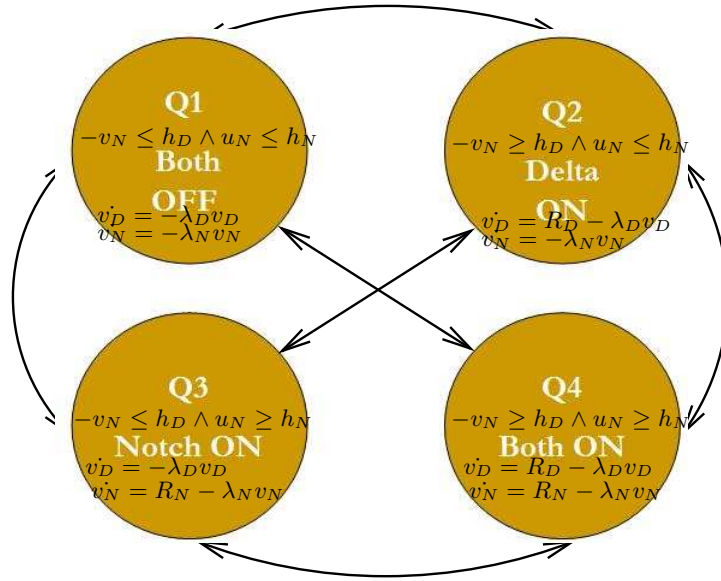 Q1
−v_N ≤ h_D ∧ u_N ≤ h_N
Both
OFF
v̇_D = −λ_D v_D
v̇_N = −λ_N v_N
Q2
−v_N ≥ h_D ∧ u_N ≤ h_N
Delta
ON
v̇_D = R_D − λ_D v_D
v̇_N = −λ_N v_N
Q3
−v_N ≤ h_D ∧ u_N ≥ h_N
Notch ON
v̇_D = −λ_D v_D
v̇_N = R_N − λ_N v_N
Q4
−v_N ≥ h_D ∧ u_N ≥ h_N
Both ON
v̇_D = R_D − λ_D v_D
v̇_N = R_N − λ_N v_N